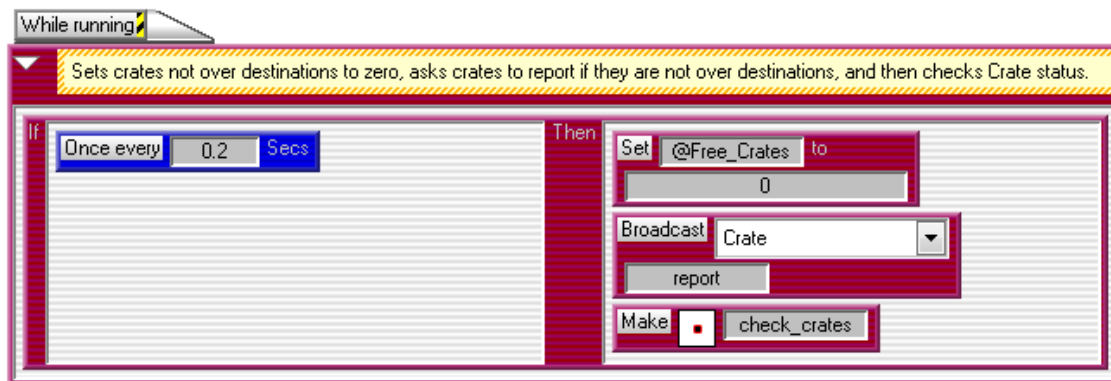 While running
Sets crates not over destinations to zero, asks crates to report if they are not over destinations, and then checks Crate status.
If
Once every 0.2 Secs
Then
Set @Free_Crates to
0
Broadcast Crate
report
Make check_crates